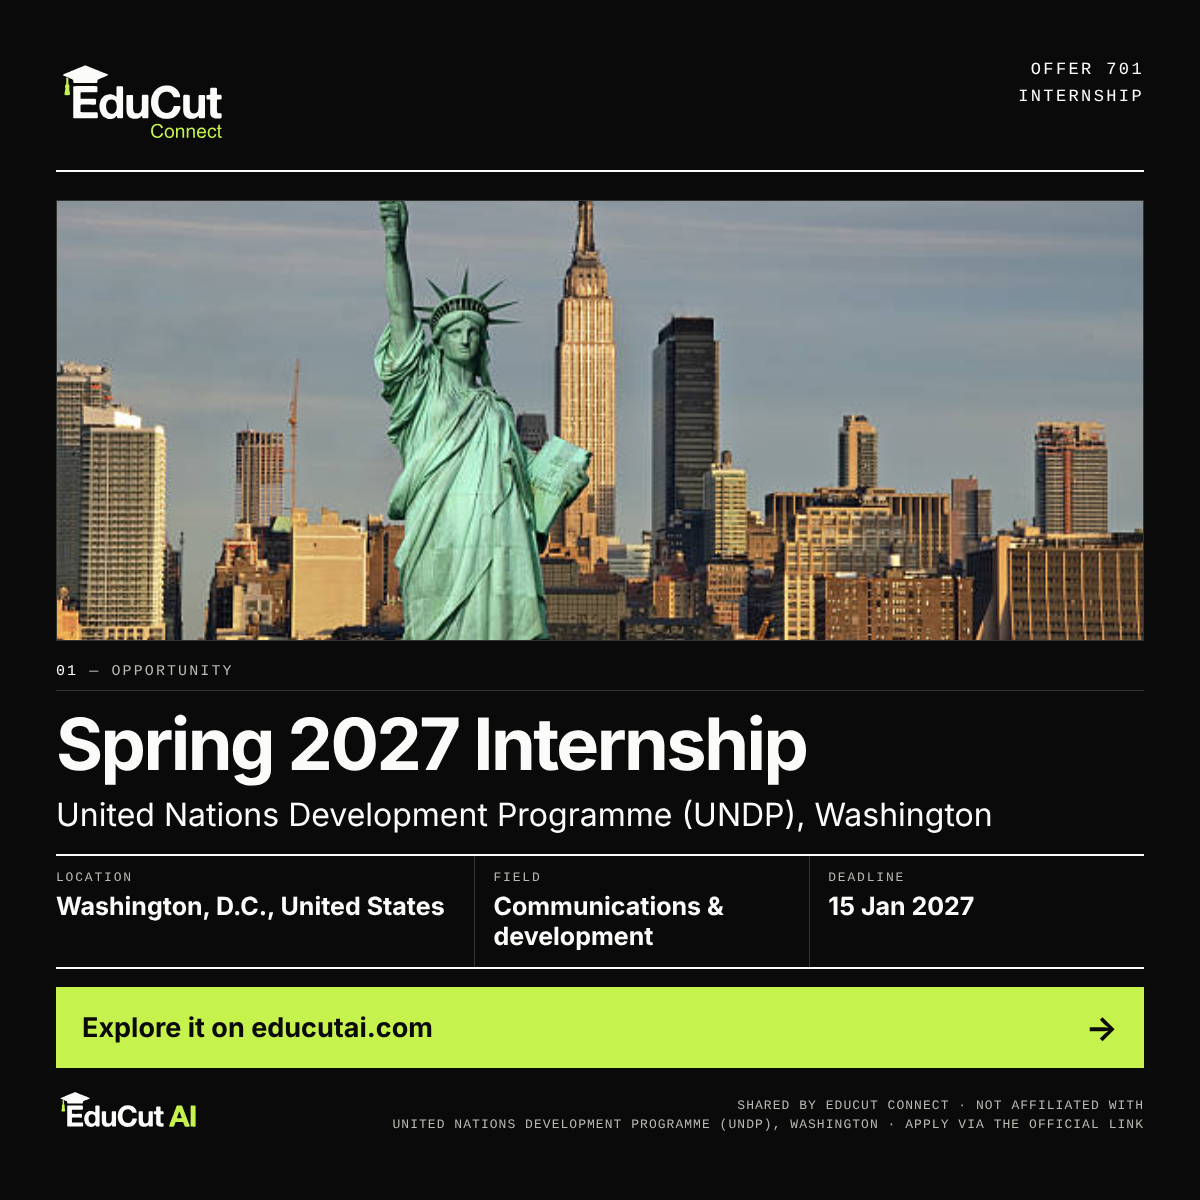 EduCut
Connect
OFFER 701
INTERNSHIP
01 — OPPORTUNITY
Spring 2027 Internship
United Nations Development Programme (UNDP), Washington
LOCATION
Washington, D.C., United States
FIELD
Communications &
development
DEADLINE
15 Jan 2027
Explore it on educutai.com →
EduCut AI
SHARED BY EDUCUT CONNECT · NOT AFFILIATED WITH
UNITED NATIONS DEVELOPMENT PROGRAMME (UNDP), WASHINGTON · APPLY VIA THE OFFICIAL LINK